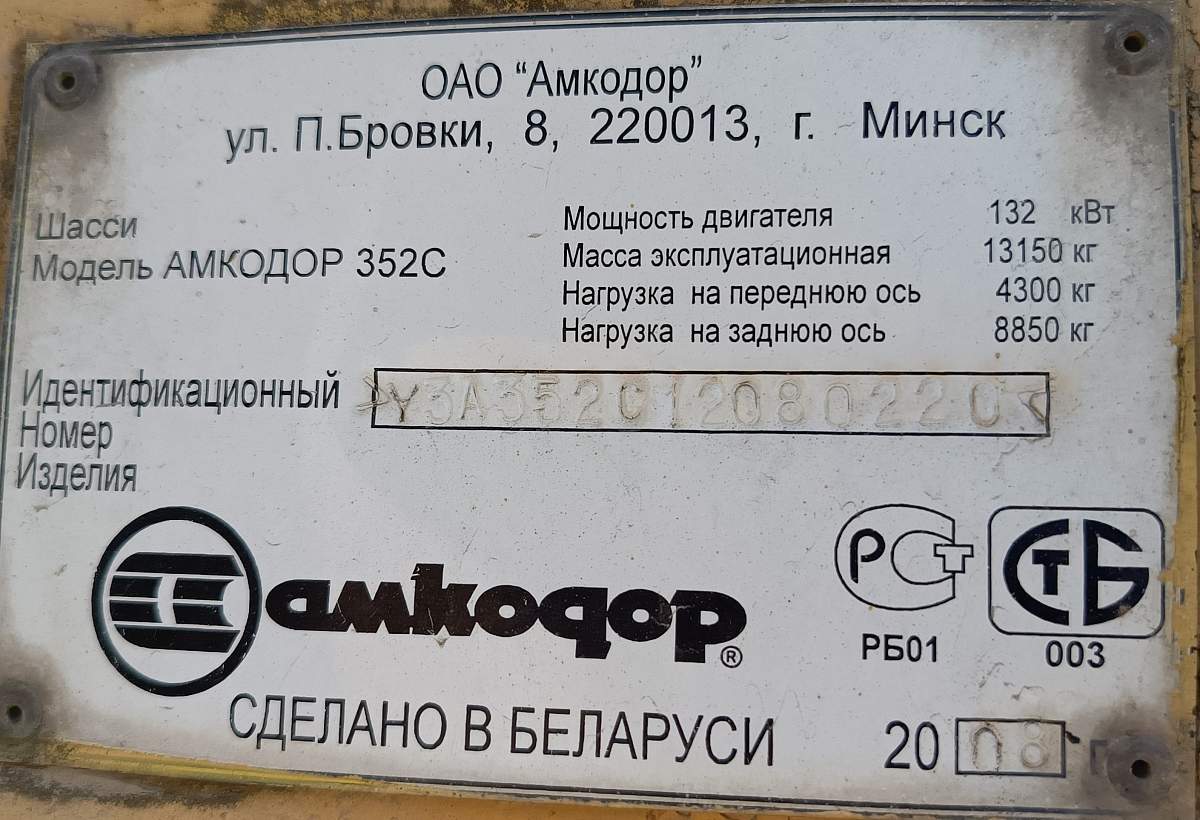 ОАО “Амкодор”
ул. П.Бровки, 8, 220013, г. Минск
Шасси
Модель АМКОДОР 352С
Мощность двигателя 132 кВт
Масса эксплуатационная 13150 кг
Нагрузка на переднюю ось 4300 кг
Нагрузка на заднюю ось 8850 кг
Идентификационный
Номер
Изделия
Y3A352C12080220
амкодор®
РСТ
РБ01
СТБ
003
СДЕЛАНО В БЕЛАРУСИ
2008 г